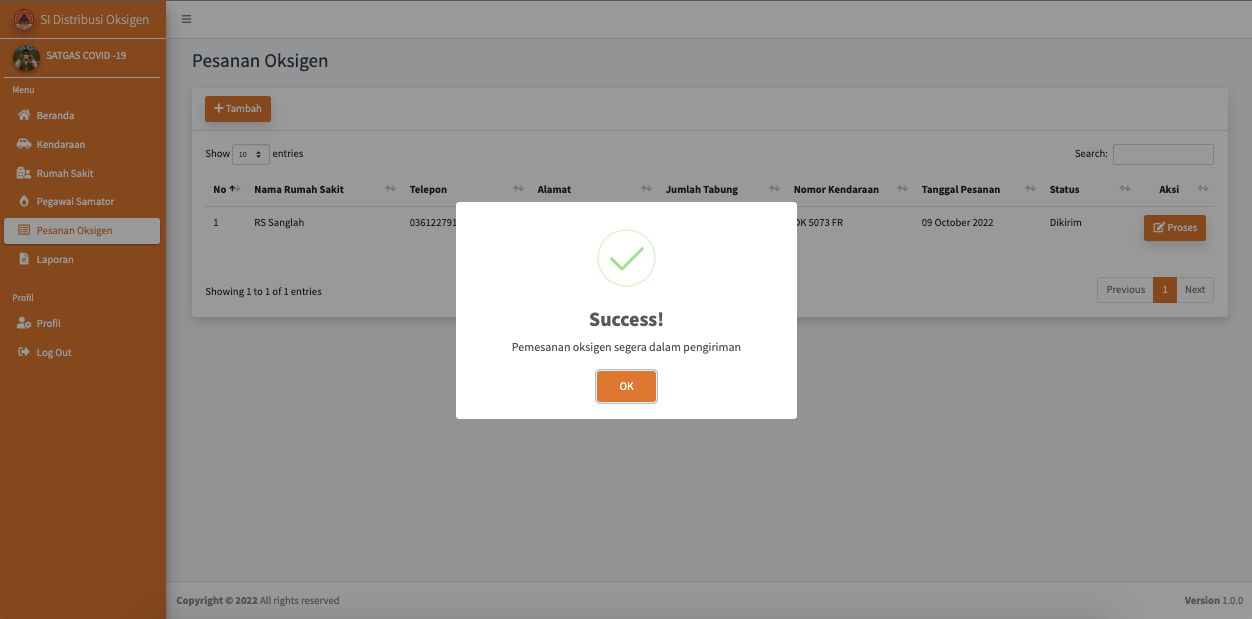 SI Distribusi Oksigen
SATGAS COVID -19
Menu
Beranda
Kendaraan
Rumah Sakit
Pegawai Samator
Pesanan Oksigen
Laporan
Profil
Profil
Log Out
Pesanan Oksigen
Tambah
Show 10 entries
Search:
No Nama Rumah Sakit Telepon Alamat Jumlah Tabung Nomor Kendaraan Tanggal Pesanan Status Aksi
1 RS Sanglah 036122791 DK 5073 FR 09 October 2022 Dikirim Proses
Showing 1 to 1 of 1 entries
Previous 1 Next
Success!
Pemesanan oksigen segera dalam pengiriman
OK
Copyright © 2022 All rights reserved
Version 1.0.0